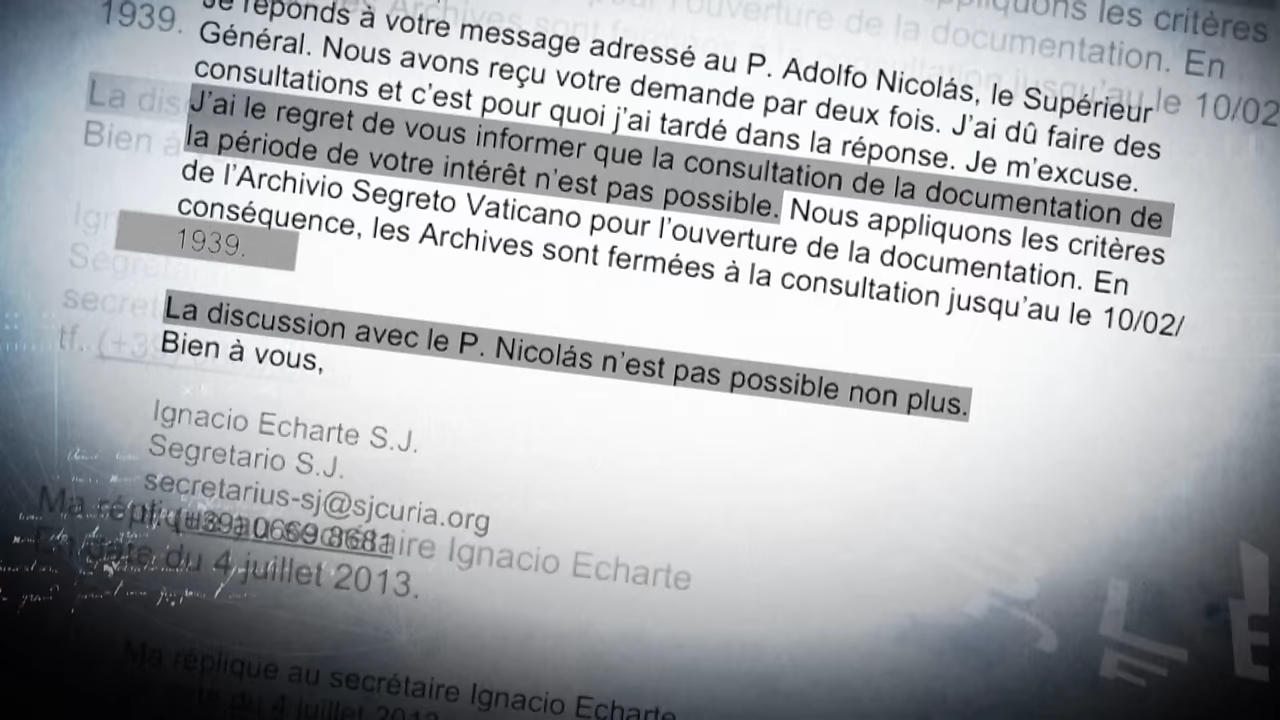 Je réponds à votre message adressé au P. Adolfo Nicolás, le Supérieur
Général. Nous avons reçu votre demande par deux fois. J'ai dû faire des
consultations et c'est pour quoi j'ai tardé dans la réponse. Je m'excuse.
J'ai le regret de vous informer que la consultation de la documentation de
la période de votre intérêt n'est pas possible. Nous appliquons les critères
de l'Archivio Segreto Vaticano pour l'ouverture de la documentation. En
conséquence, les Archives sont fermées à la consultation jusqu'au le 10/02/
1939.
La discussion avec le P. Nicolás n'est pas possible non plus.
Bien à vous,
Ignacio Echarte S.J.
Segretario S.J.
secretarius-sj@sjcuria.org
Ma réplique au secrétaire Ignacio Echarte
En date du 4 juillet 2013.
Ma réplique au secrétaire Ignacio Echarte